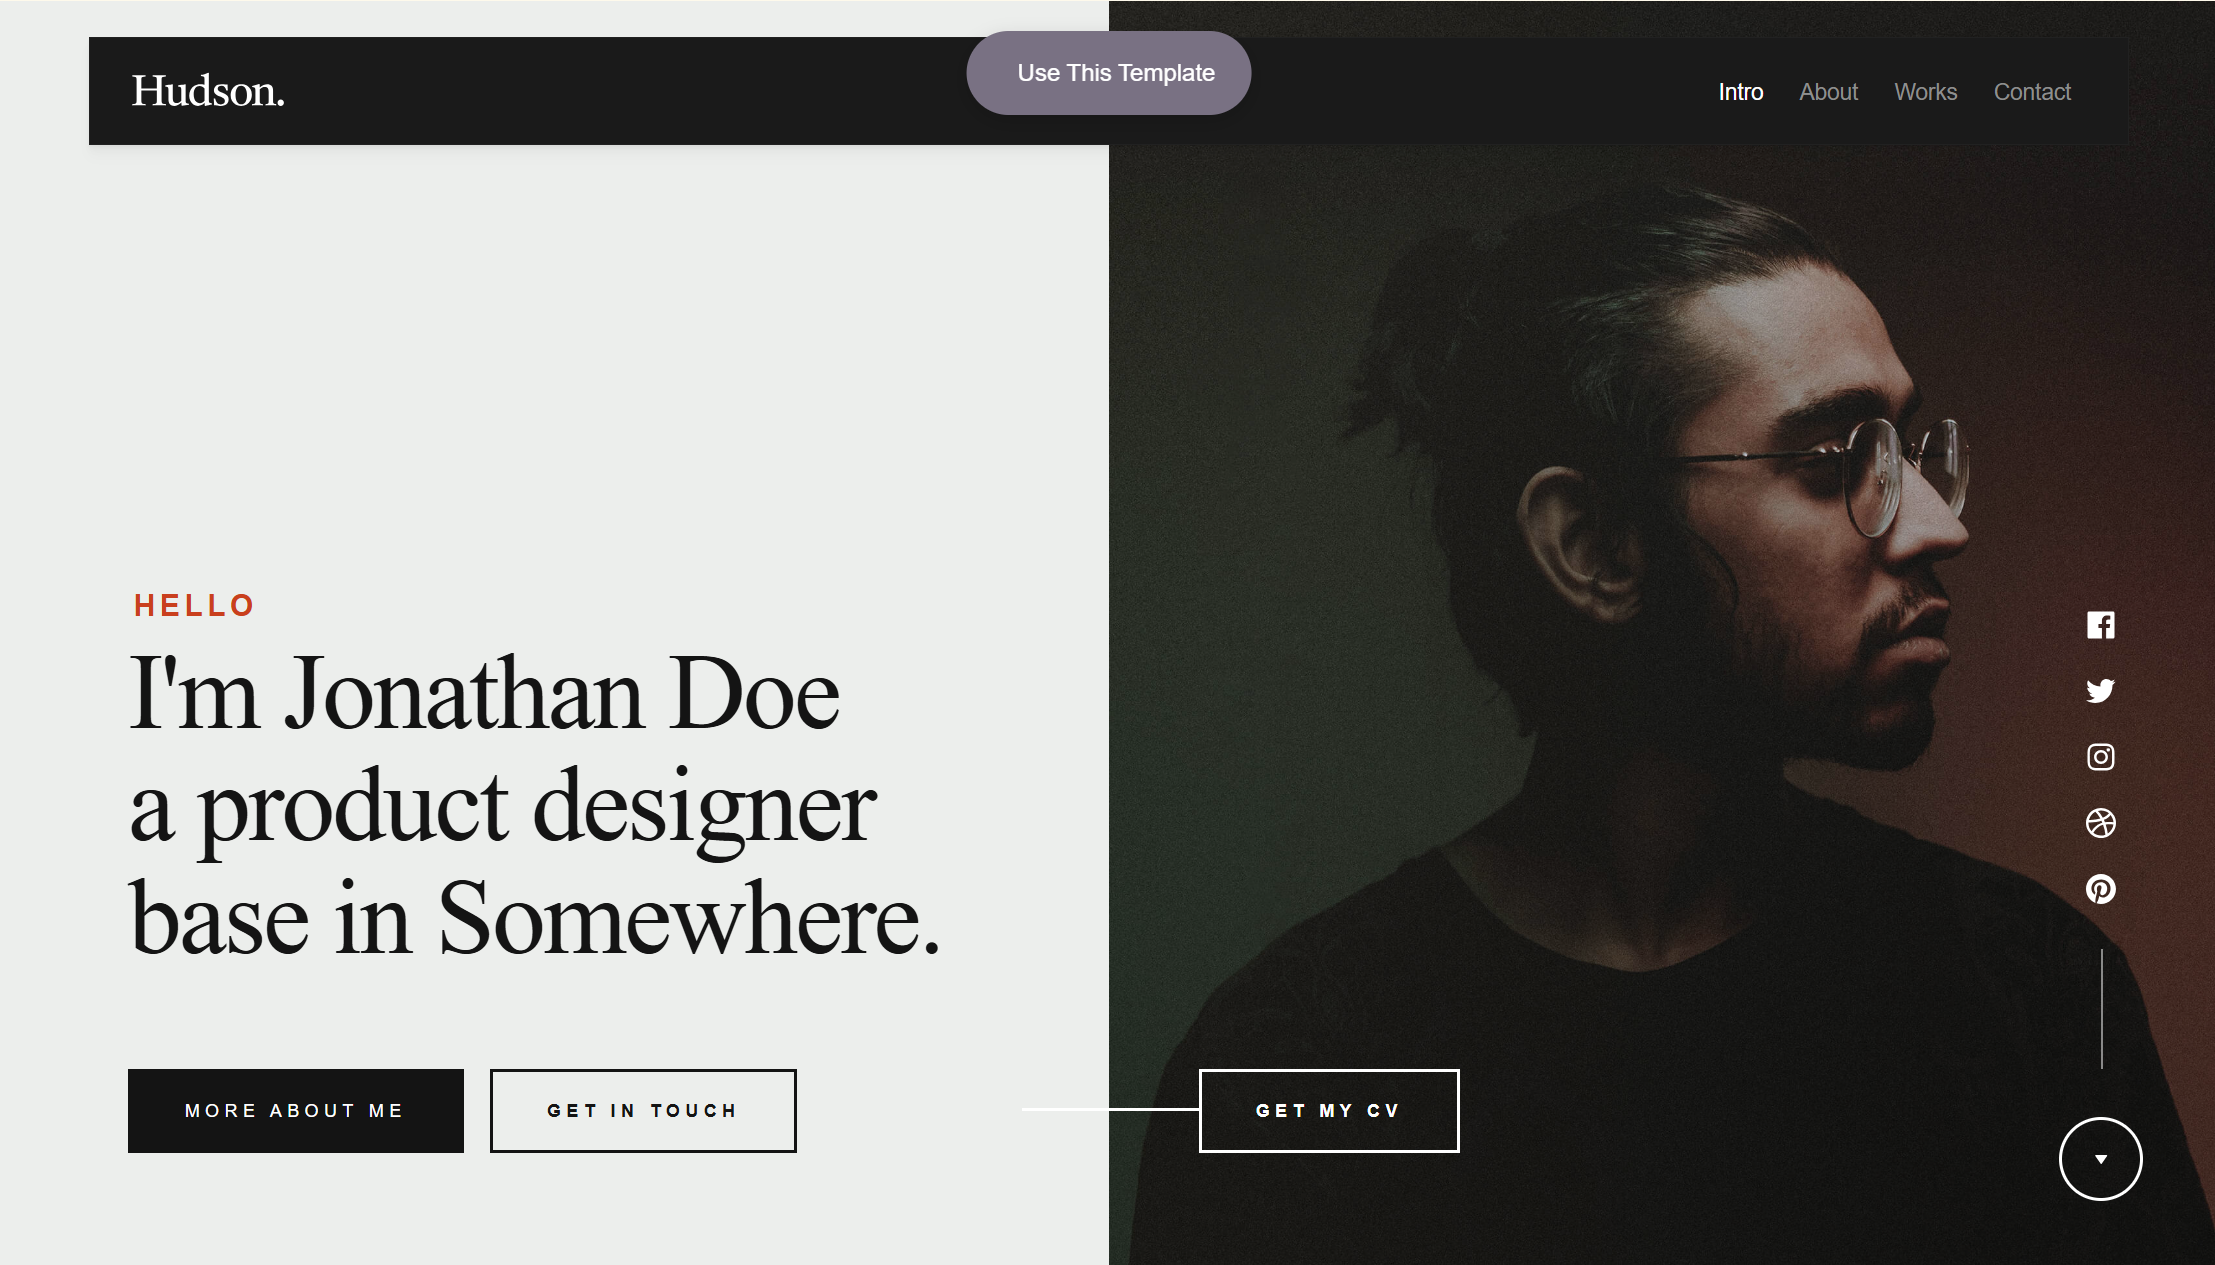 Hudson.
Use This Template
Intro About Works Contact
HELLO
I'm Jonathan Doe
a product designer
base in Somewhere.
MORE ABOUT ME
GET IN TOUCH
GET MY CV